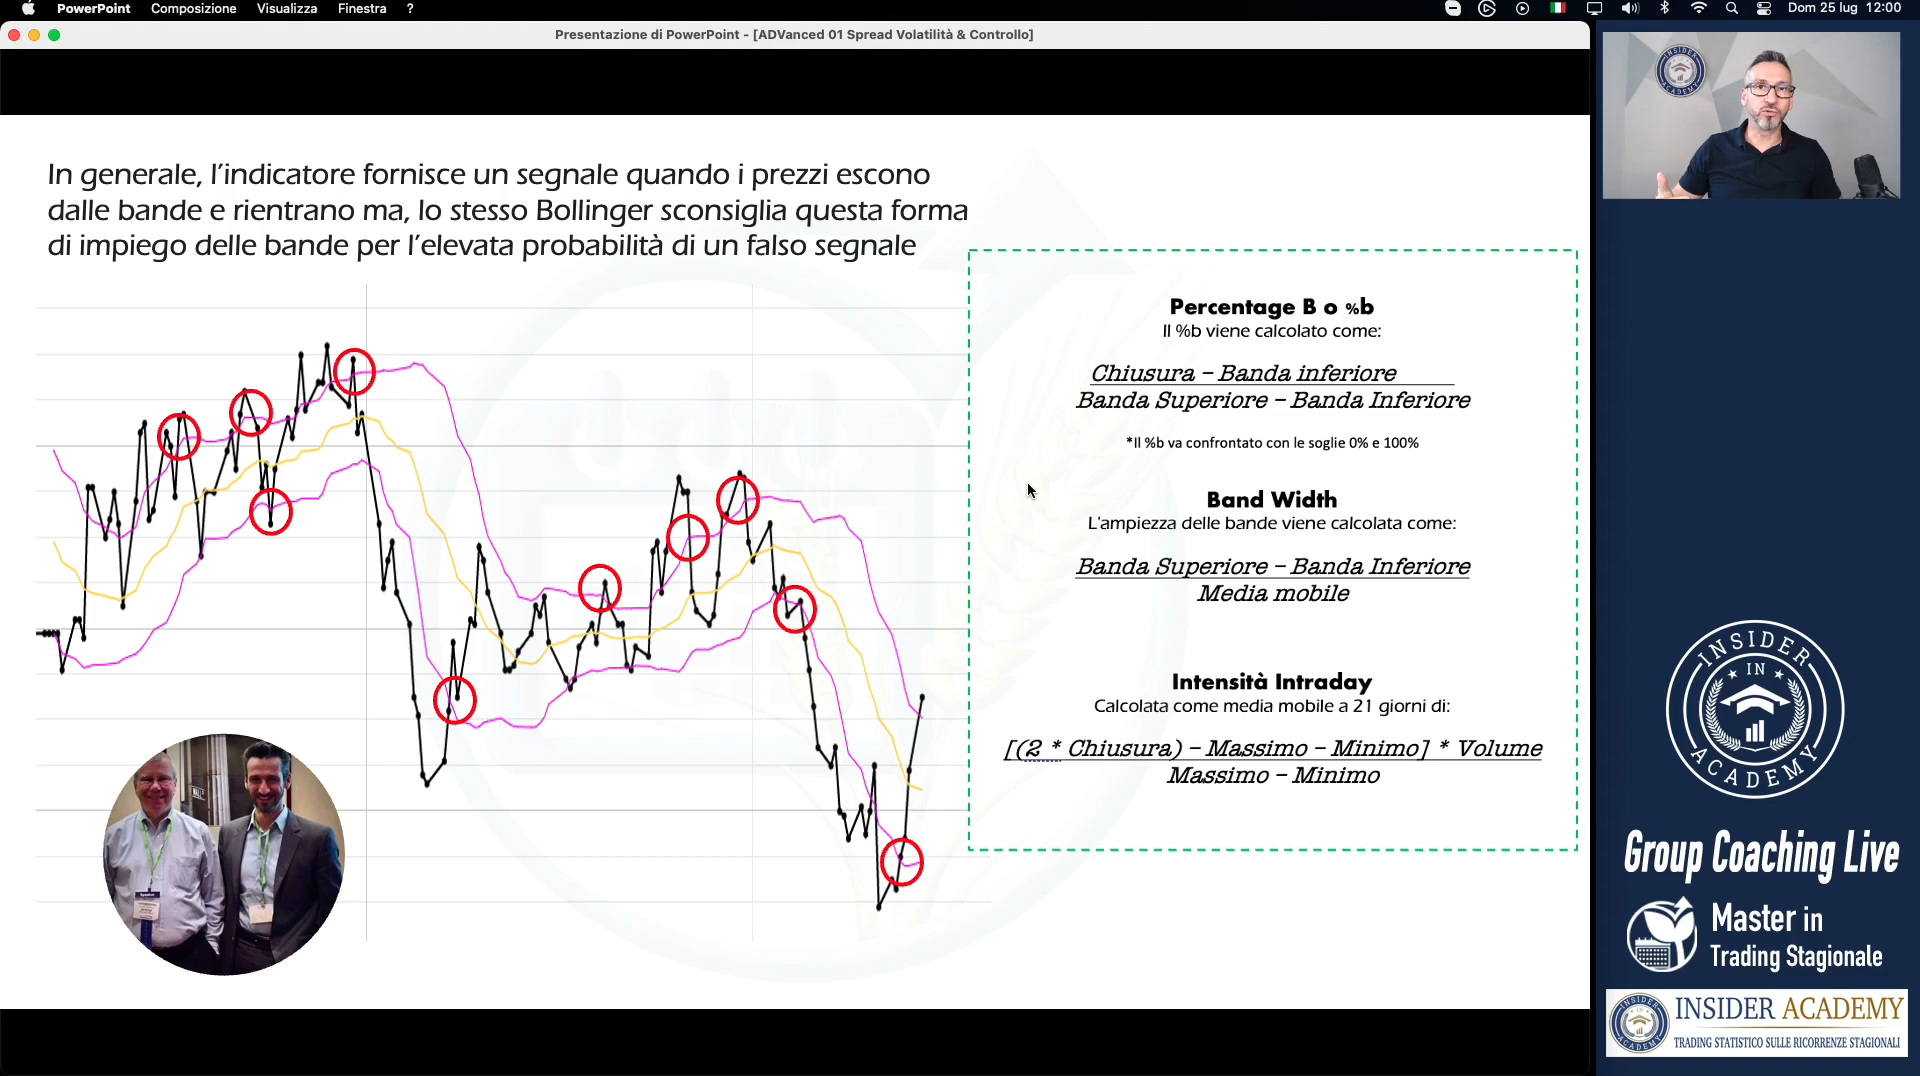 PowerPoint Composizione Visualizza Finestra ? Dom 25 lug 12:00
Presentazione di PowerPoint - [ADVanced 01 Spread Volatilità & Controllo]
In generale, l'indicatore fornisce un segnale quando i prezzi escono
dalle bande e rientrano ma, lo stesso Bollinger sconsiglia questa forma
di impiego delle bande per l'elevata probabilità di un falso segnale
Percentage B o %b
Il %b viene calcolato come:
Chiusura – Banda inferiore
Banda Superiore – Banda Inferiore
*Il %b va confrontato con le soglie 0% e 100%
Band Width
L'ampiezza delle bande viene calcolata come:
Banda Superiore – Banda Inferiore
Media mobile
Intensità Intraday
Calcolata come media mobile a 21 giorni di:
[(2 * Chiusura) – Massimo – Minimo] * Volume
Massimo – Minimo
INSIDER
ACADEMY
INSIDER
IN
ACADEMY
Group Coaching Live
Master in
Trading Stagionale
INSIDER ACADEMY
TRADING STATISTICO SULLE RICORRENZE STAGIONALI